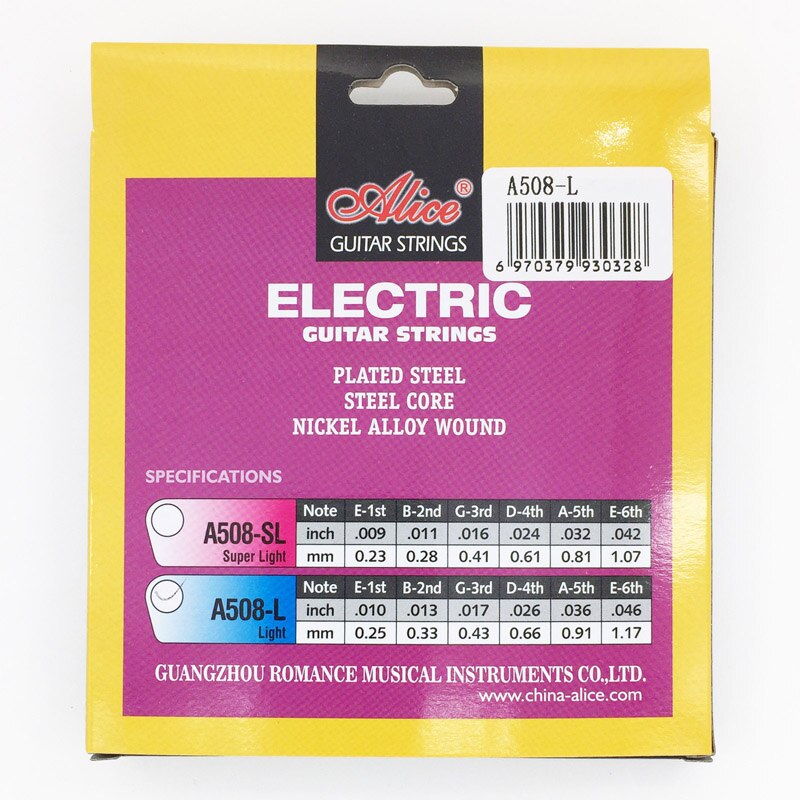 Alice®
GUITAR STRINGS
A508-L
6 970379 930328
ELECTRIC
GUITAR STRINGS
PLATED STEEL
STEEL CORE
NICKEL ALLOY WOUND
SPECIFICATIONS
A508-SL
Super Light
Note E-1st B-2nd G-3rd D-4th A-5th E-6th
inch .009 .011 .016 .024 .032 .042
mm 0.23 0.28 0.41 0.61 0.81 1.07
A508-L
Light
Note E-1st B-2nd G-3rd D-4th A-5th E-6th
inch .010 .013 .017 .026 .036 .046
mm 0.25 0.33 0.43 0.66 0.91 1.17
GUANGZHOU ROMANCE MUSICAL INSTRUMENTS CO.,LTD.
www.china-alice.com